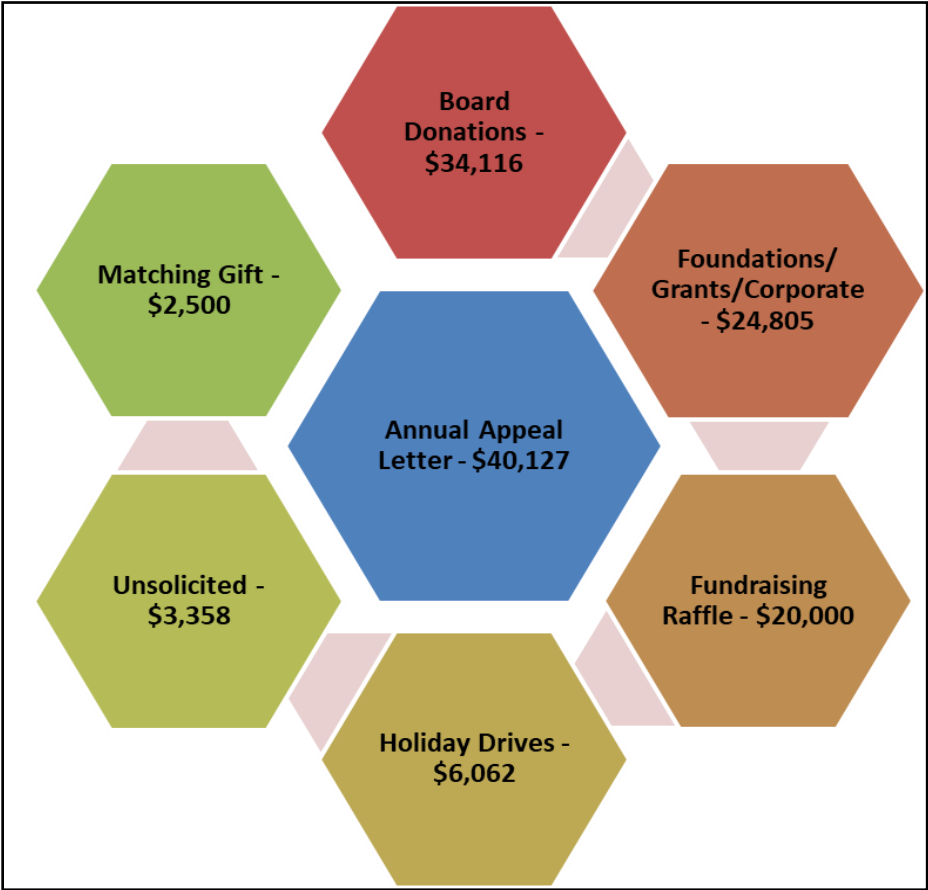 Board
Donations -
$34,116
Matching Gift -
$2,500
Foundations/
Grants/Corporate
- $24,805
Annual Appeal
Letter - $40,127
Unsolicited -
$3,358
Fundraising
Raffle - $20,000
Holiday Drives -
$6,062